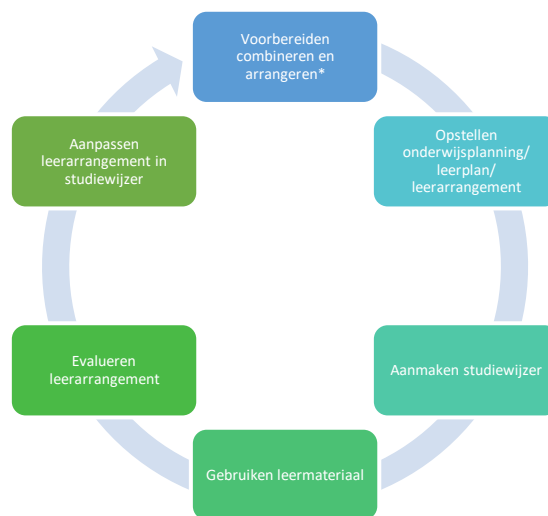 Voorbereiden
combineren en
arrangeren*
Opstellen
onderwijsplanning/
leerplan/
leerarrangement
Aanmaken studiewijzer
Gebruiken leermateriaal
Evalueren
leerarrangement
Aanpassen
leerarrangement in
studiewijzer